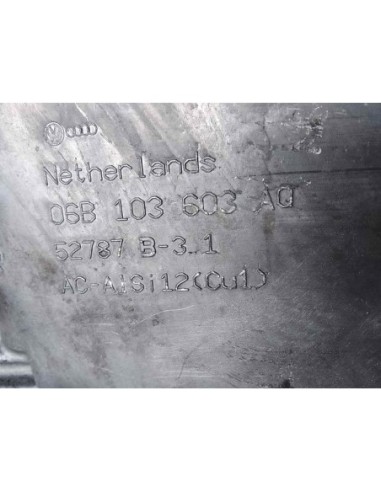 Netherlands
06B 103 603 AQ
52787 B-3.1
AC-AlSi12(Cu1)